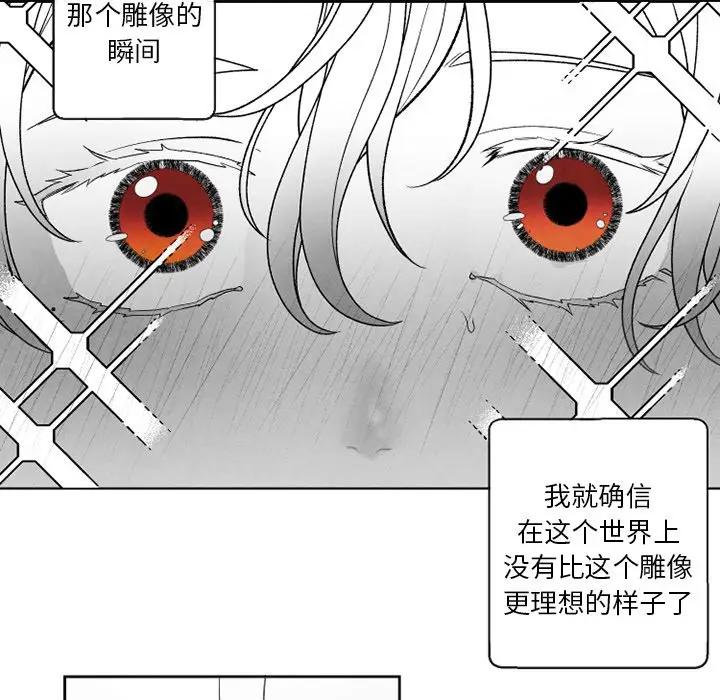 那个雕像的
瞬间
我就确信
在这个世界上
没有比这个雕像
更理想的样子了